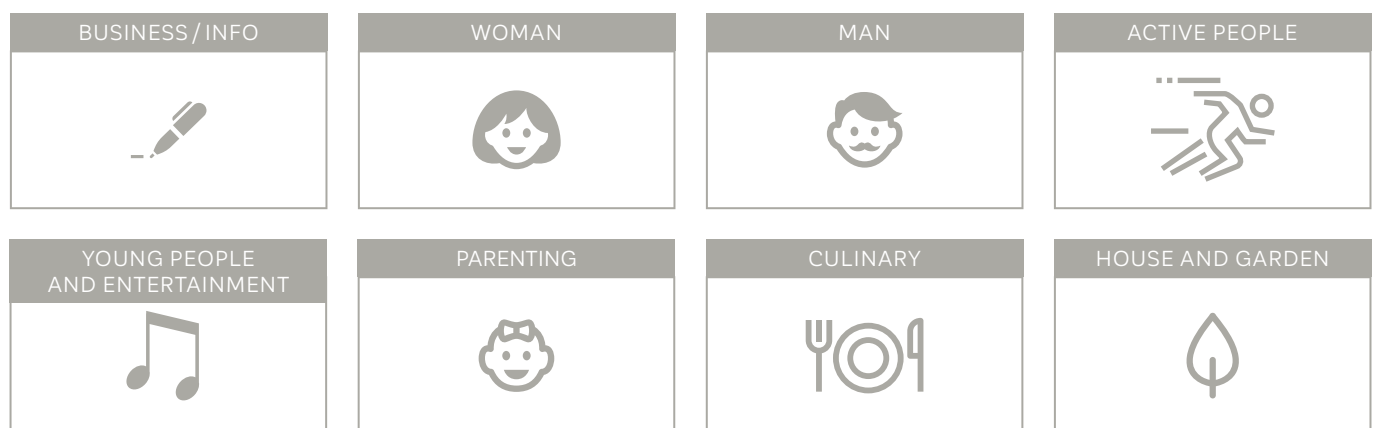 BUSINESS / INFO
WOMAN
MAN
ACTIVE PEOPLE
YOUNG PEOPLE
AND ENTERTAINMENT
PARENTING
CULINARY
HOUSE AND GARDEN